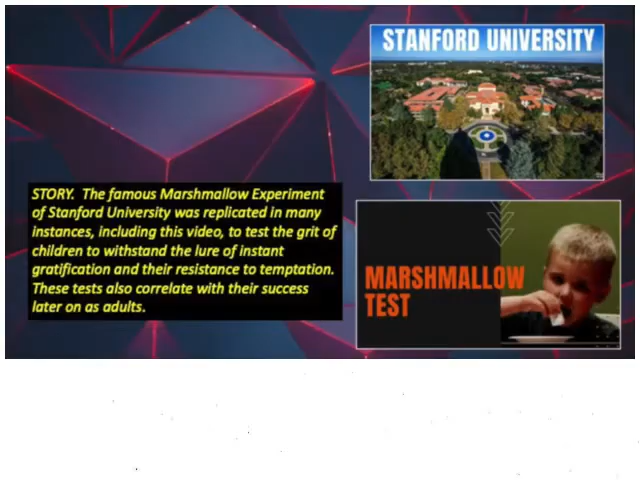 STANFORD UNIVERSITY
STORY. The famous Marshmallow Experiment
of Stanford University was replicated in many
instances, including this video, to test the grit of
children to withstand the lure of instant
gratification and their resistance to temptation.
These tests also correlate with their success
later on as adults.
MARSHMALLOW
TEST